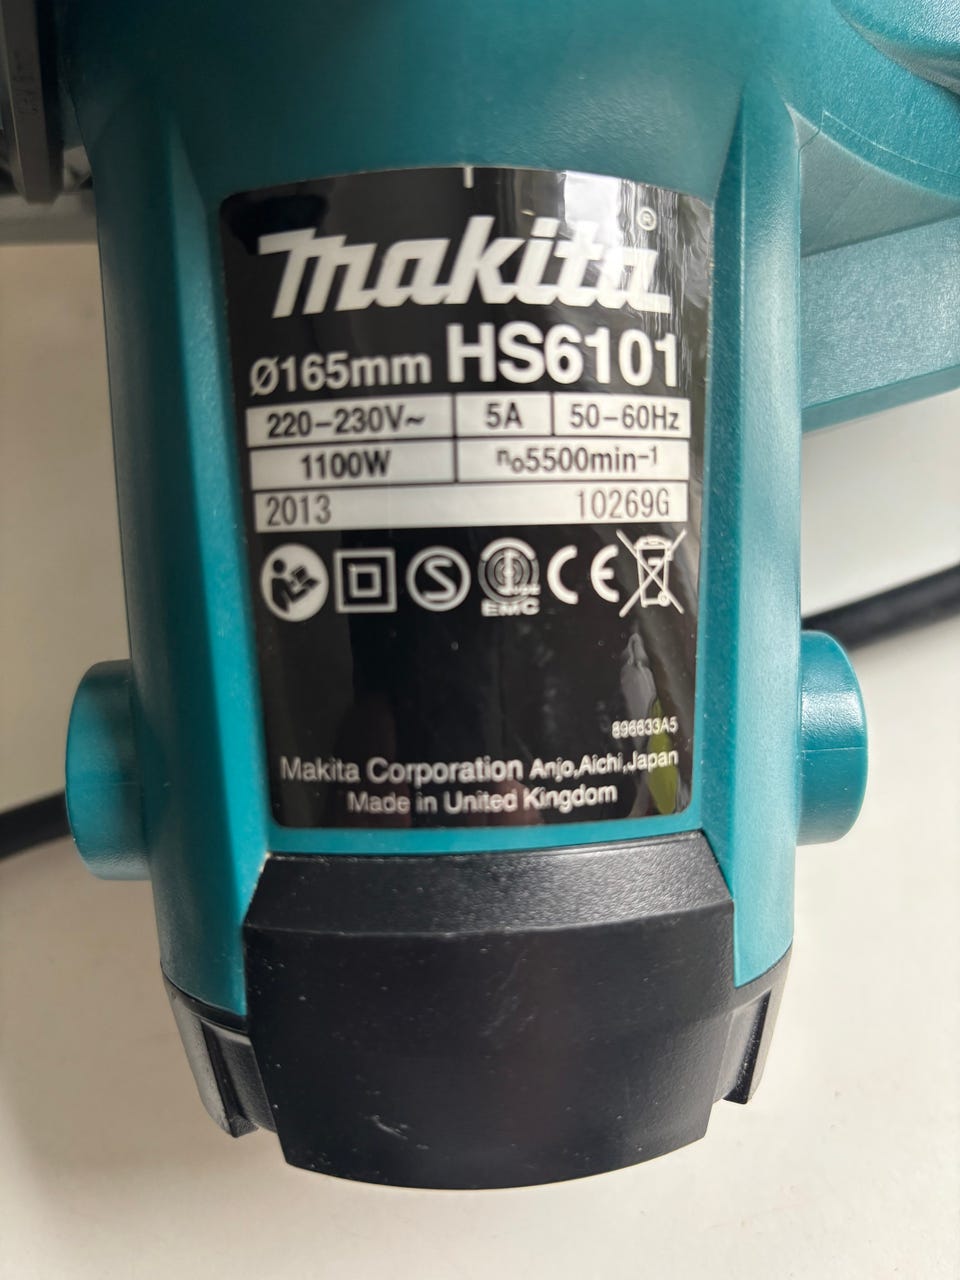 makita®
Ø165mm HS6101
220-230V~ 5A 50-60Hz
1100W n₀5500min⁻¹
2013 10269G
S CE
EMC
896633A5
Makita Corporation Anjo,Aichi,Japan
Made in United Kingdom